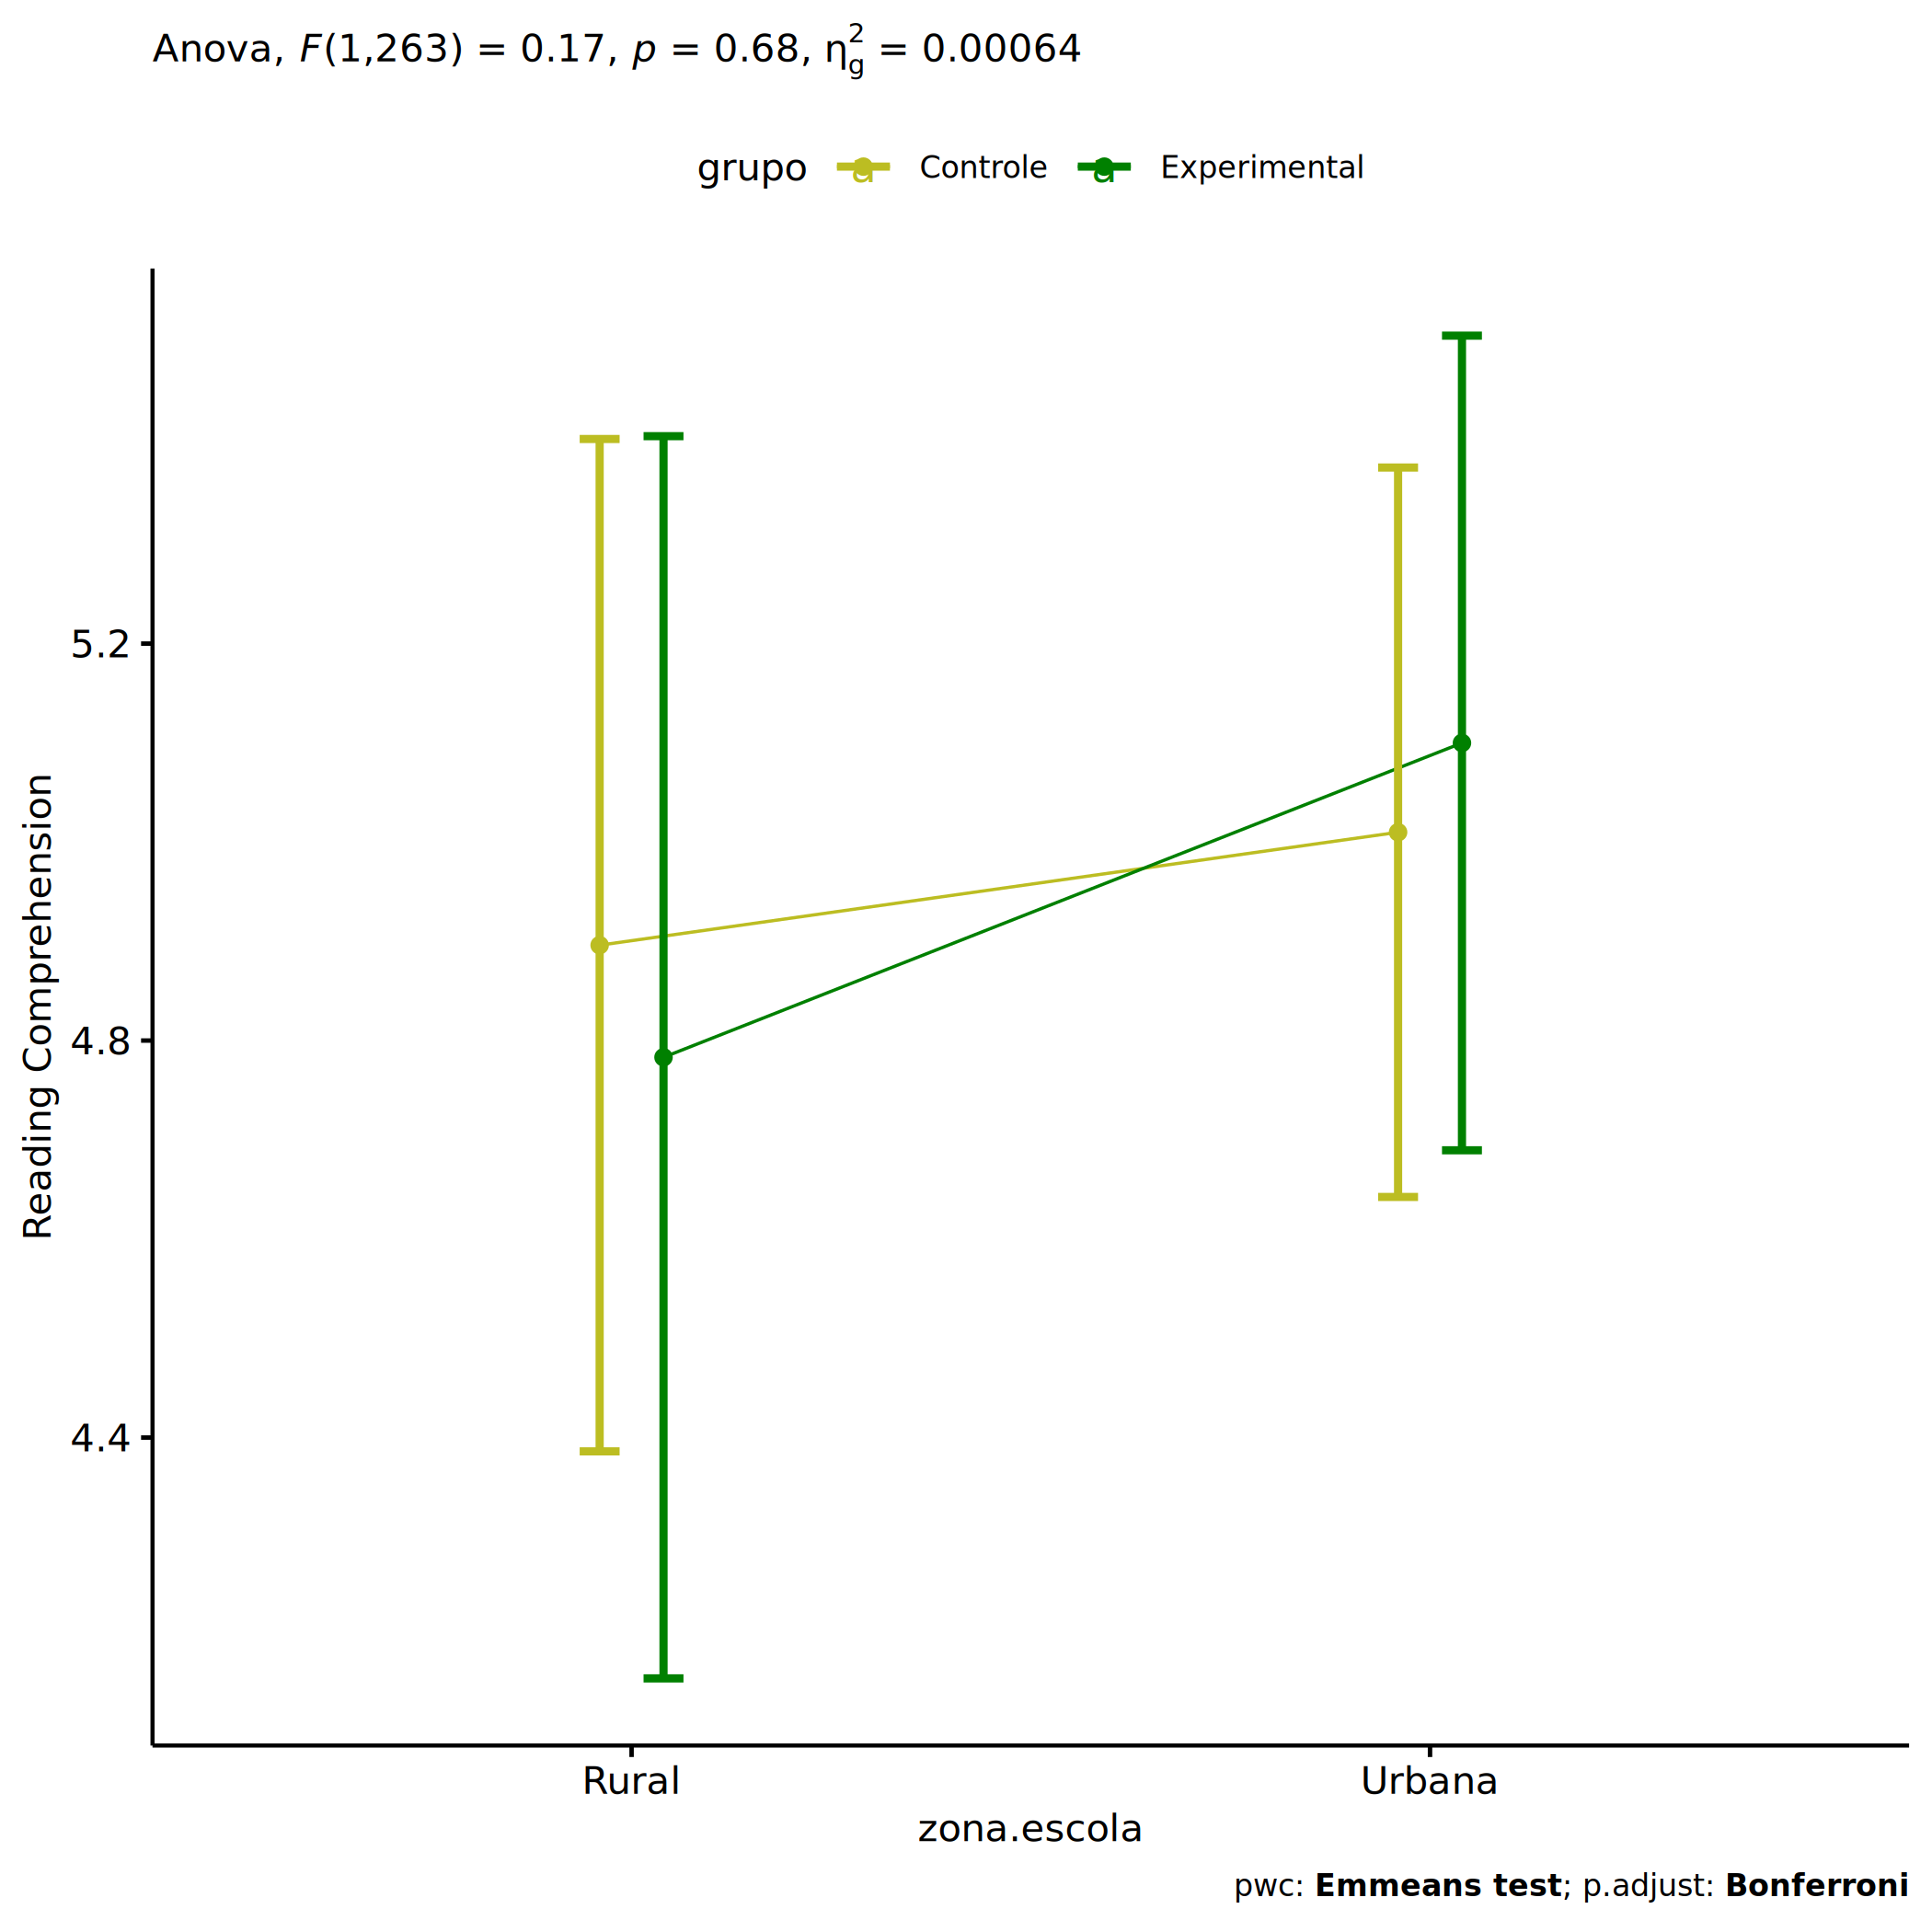 Anova, F(1,263) = 0.17, p = 0.68, η²g = 0.00064
grupo a Controle a Experimental
Reading Comprehension
5.2
4.8
4.4
Rural Urbana
zona.escola
pwc: Emmeans test; p.adjust: Bonferroni